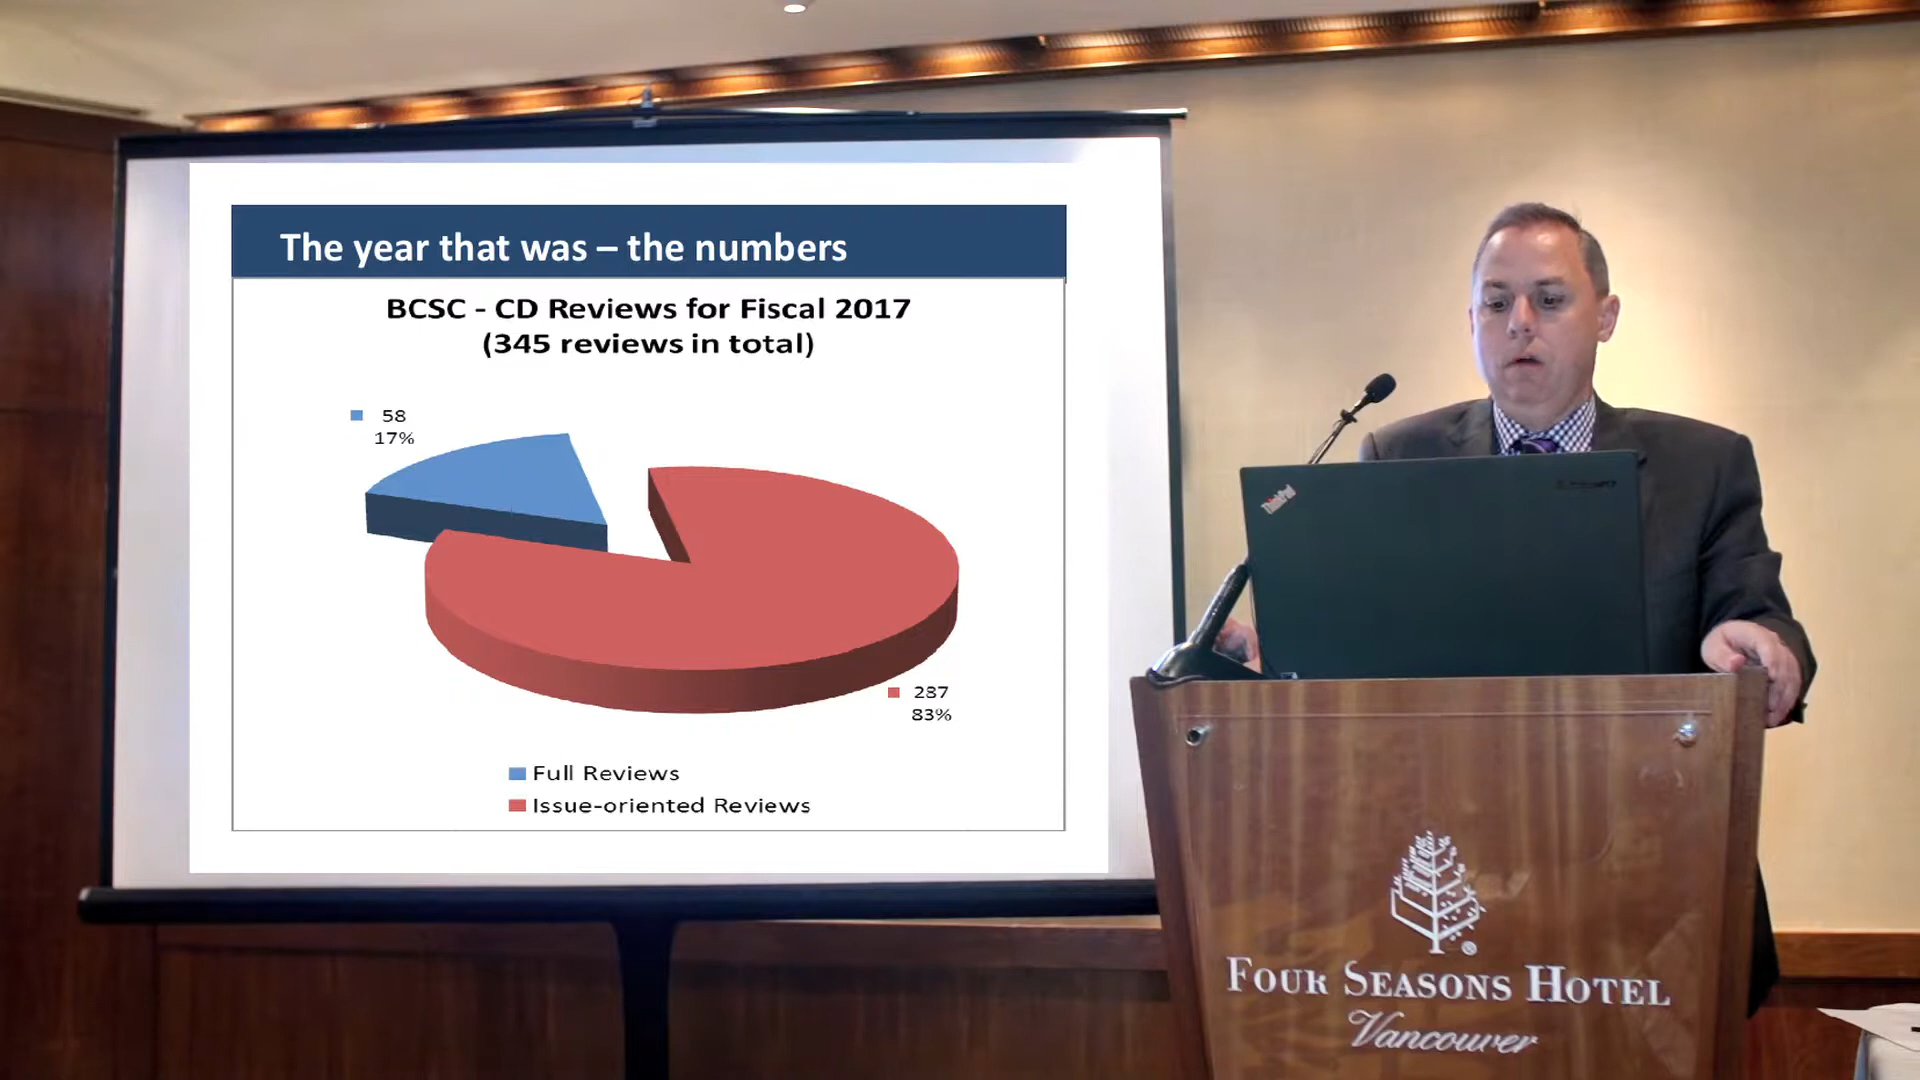 The year that was – the numbers
BCSC - CD Reviews for Fiscal 2017
(345 reviews in total)
58
17%
287
83%
Full Reviews
Issue-oriented Reviews
ThinkPad
FOUR SEASONS HOTEL
Vancouver